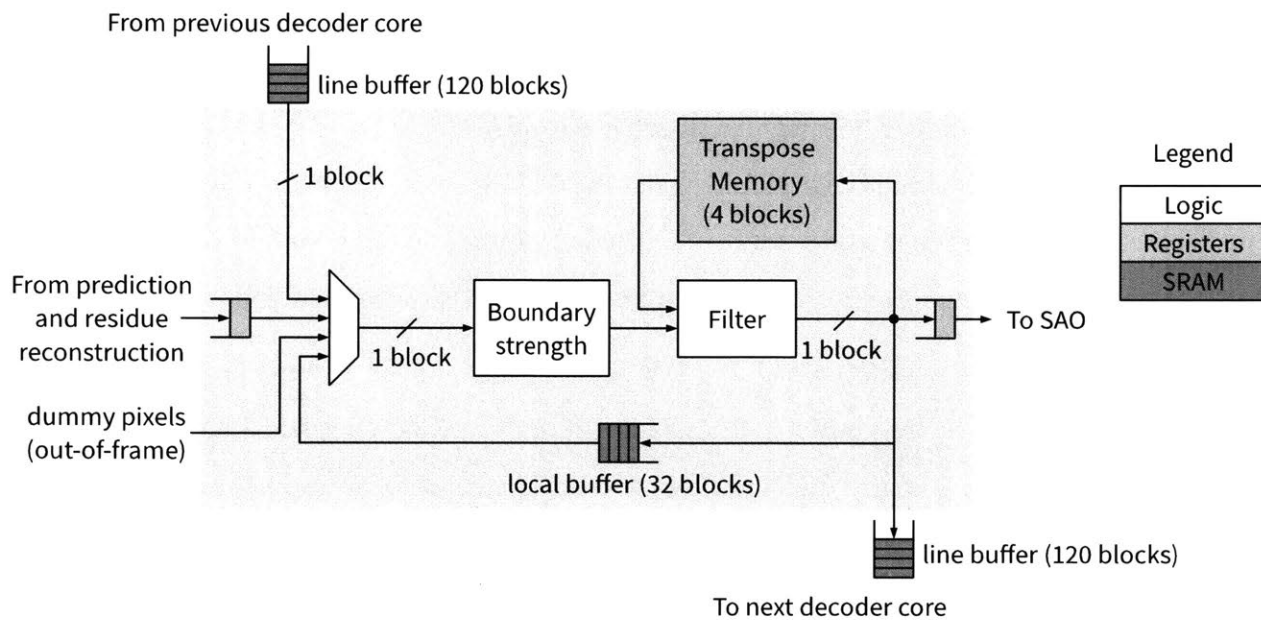 From previous decoder core
line buffer (120 blocks)
1 block
Transpose
Memory
(4 blocks)
Legend
Logic
Registers
SRAM
From prediction
and residue
reconstruction
1 block
Boundary
strength
Filter
1 block
To SAO
dummy pixels
(out-of-frame)
local buffer (32 blocks)
line buffer (120 blocks)
To next decoder core